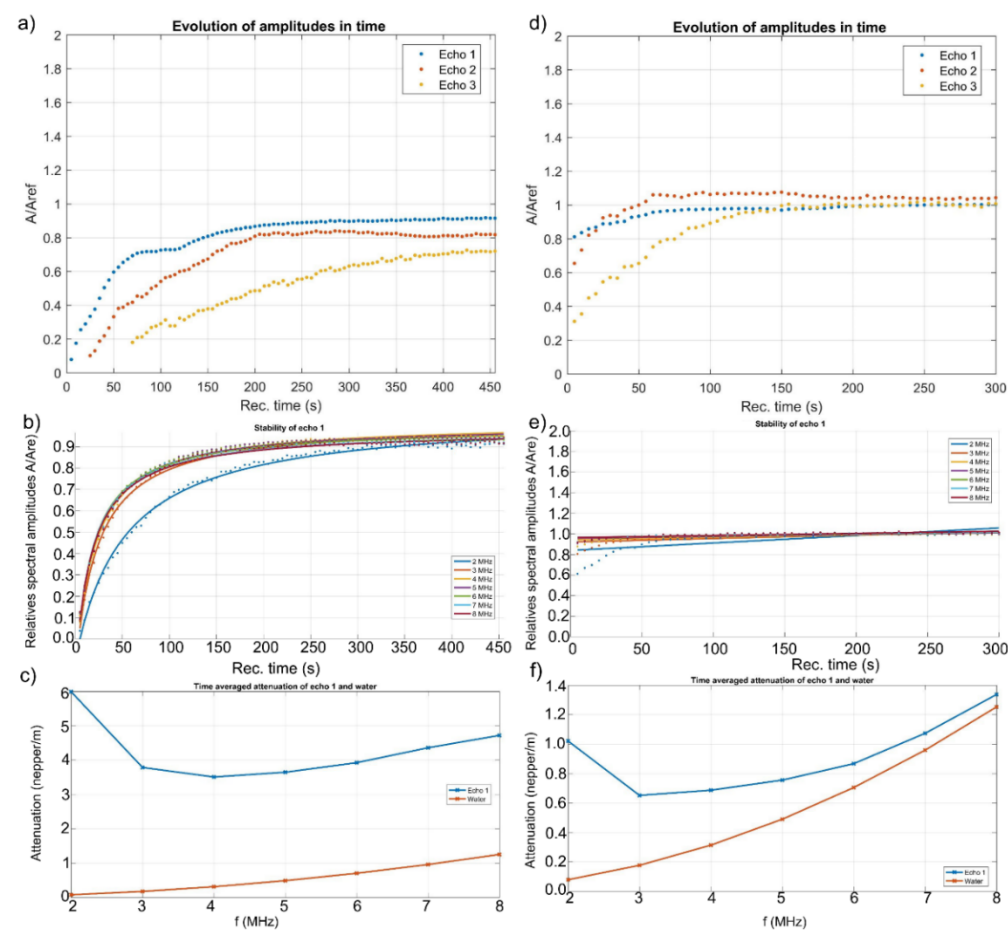 a)
Evolution of amplitudes in time
2
1.8
1.6
1.4
1.2
1
0.8
0.6
0.4
0.2
0
A/Aref
Echo 1
Echo 2
Echo 3
0 50 100 150 200 250 300 350 400 450
Rec. time (s)
d)
Evolution of amplitudes in time
2
1.8
1.6
1.4
1.2
1
0.8
0.6
0.4
0.2
0
A/Aref
Echo 1
Echo 2
Echo 3
0 50 100 150 200 250 300
Rec. time (s)
b)
Stability of echo 1
0.9
0.8
0.7
0.6
0.5
0.4
0.3
0.2
0.1
0.0
Relatives spectral amplitudes A/Are)
2 MHz
3 MHz
4 MHz
5 MHz
6 MHz
7 MHz
8 MHz
0 50 100 150 200 250 300 350 400 450
Rec. time (s)
e)
Stability of echo 1
2.0
1.8
1.6
1.4
1.2
1.0
0.8
0.6
0.4
0.2
0.0
Relatives spectral amplitudes A/Are)
2 MHz
3 MHz
4 MHz
5 MHz
6 MHz
7 MHz
8 MHz
0 50 100 150 200 250 300
Rec. time (s)
c)
Time averaged attenuation of echo 1 and water
6
5
4
3
2
1
0
Attenuation (nepper/m)
Echo 1
Water
2 3 4 5 6 7 8
f (MHz)
f)
Time averaged attenuation of echo 1 and water
1.4
1.2
1.0
0.8
0.6
0.4
0.2
0.0
Attenuation (nepper/m)
Echo 1
Water
2 3 4 5 6 7 8
f (MHz)